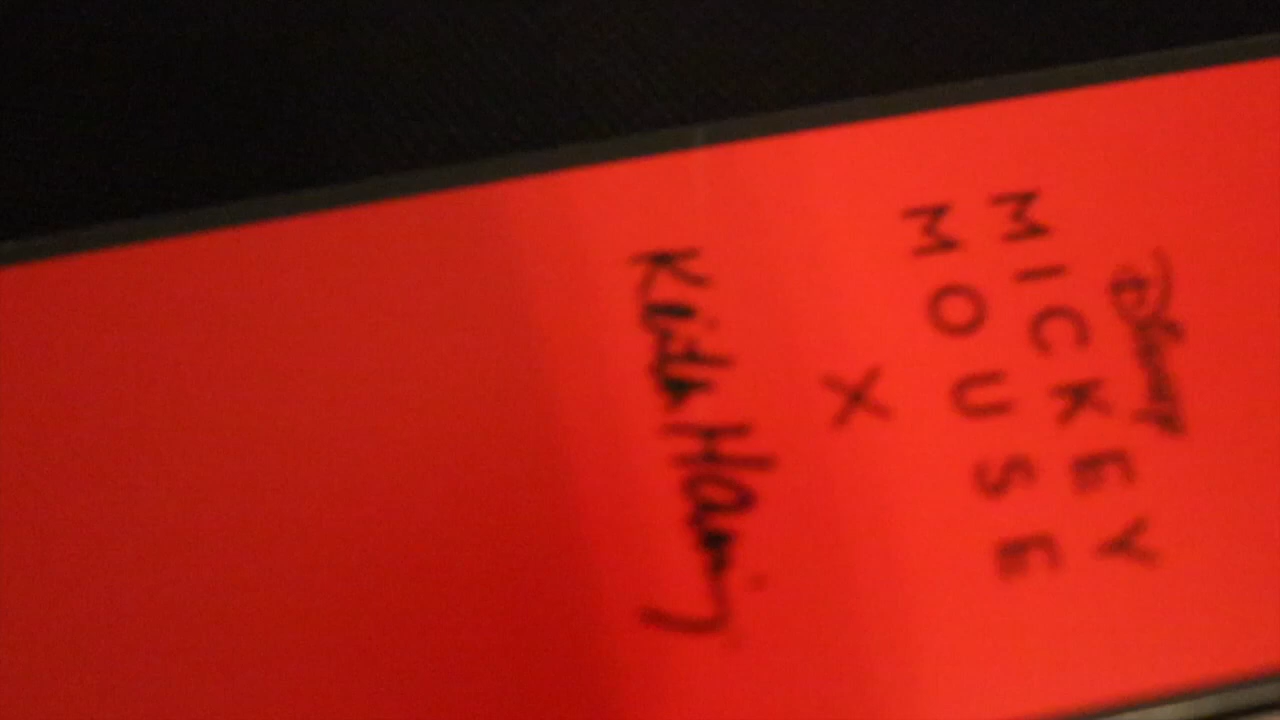 Disney
MICKEY
MOUSE
X
Keith Haring